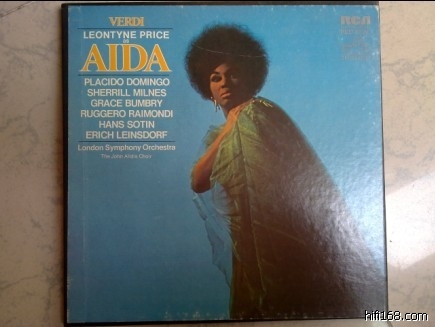 VERDI
LEONTYNE PRICE
in
AIDA
PLACIDO DOMINGO
SHERRILL MILNES
GRACE BUMBRY
RUGGERO RAIMONDI
HANS SOTIN
ERICH LEINSDORF
London Symphony Orchestra
The John Alldis Choir
RCA
hifi168.com